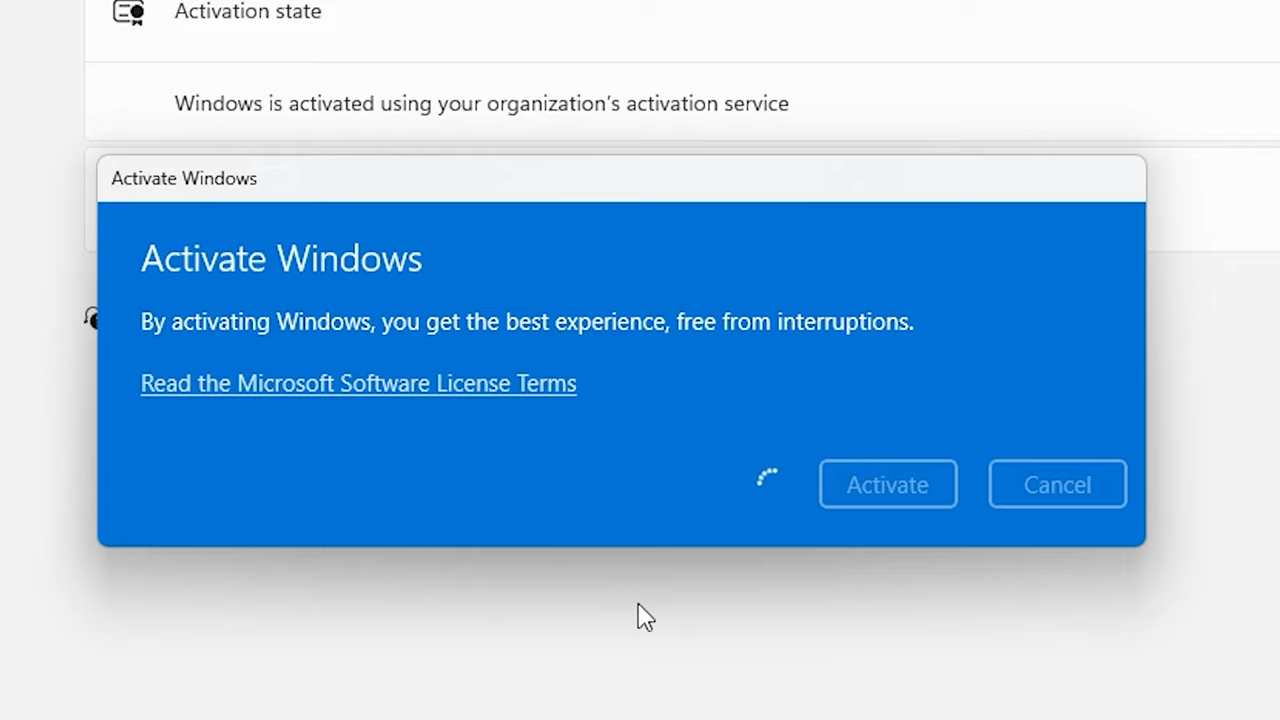 Activation state
Windows is activated using your organization’s activation service
Activate Windows
Activate Windows
By activating Windows, you get the best experience, free from interruptions.
Read the Microsoft Software License Terms
Activate
Cancel